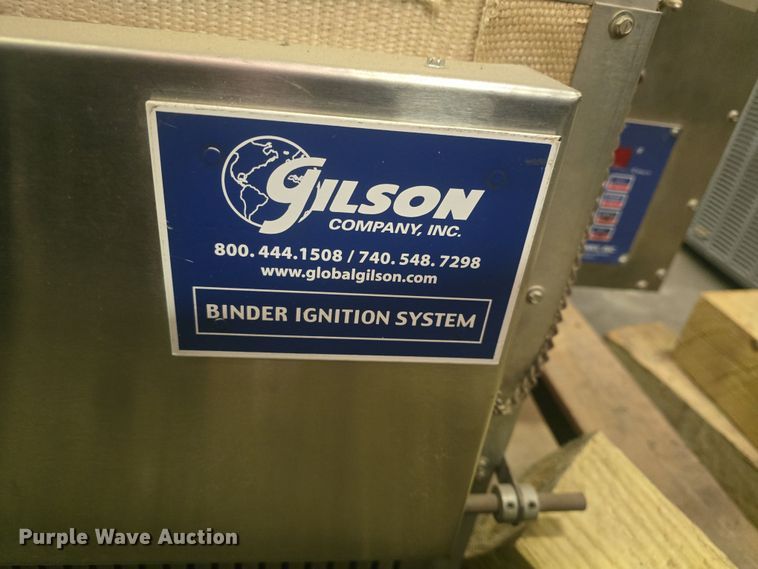 GILSON
COMPANY, INC.
800.444.1508 / 740.548.7298
www.globalgilson.com
BINDER IGNITION SYSTEM
Purple Wave Auction